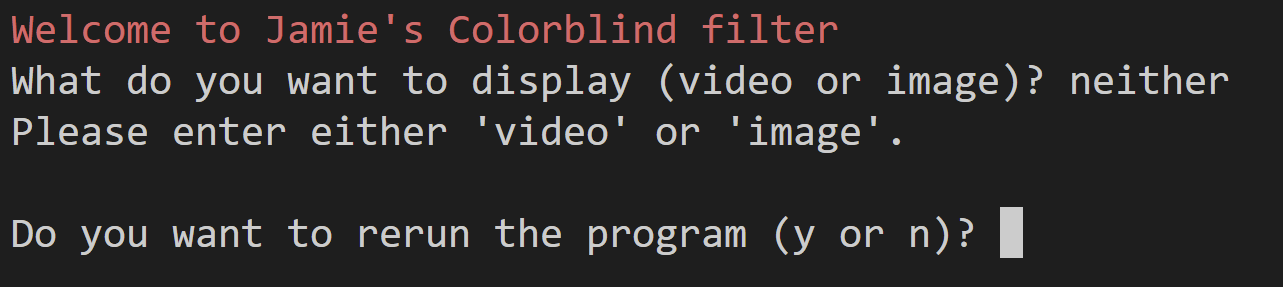 Welcome to Jamie's Colorblind filter
What do you want to display (video or image)? neither
Please enter either 'video' or 'image'.
Do you want to rerun the program (y or n)?